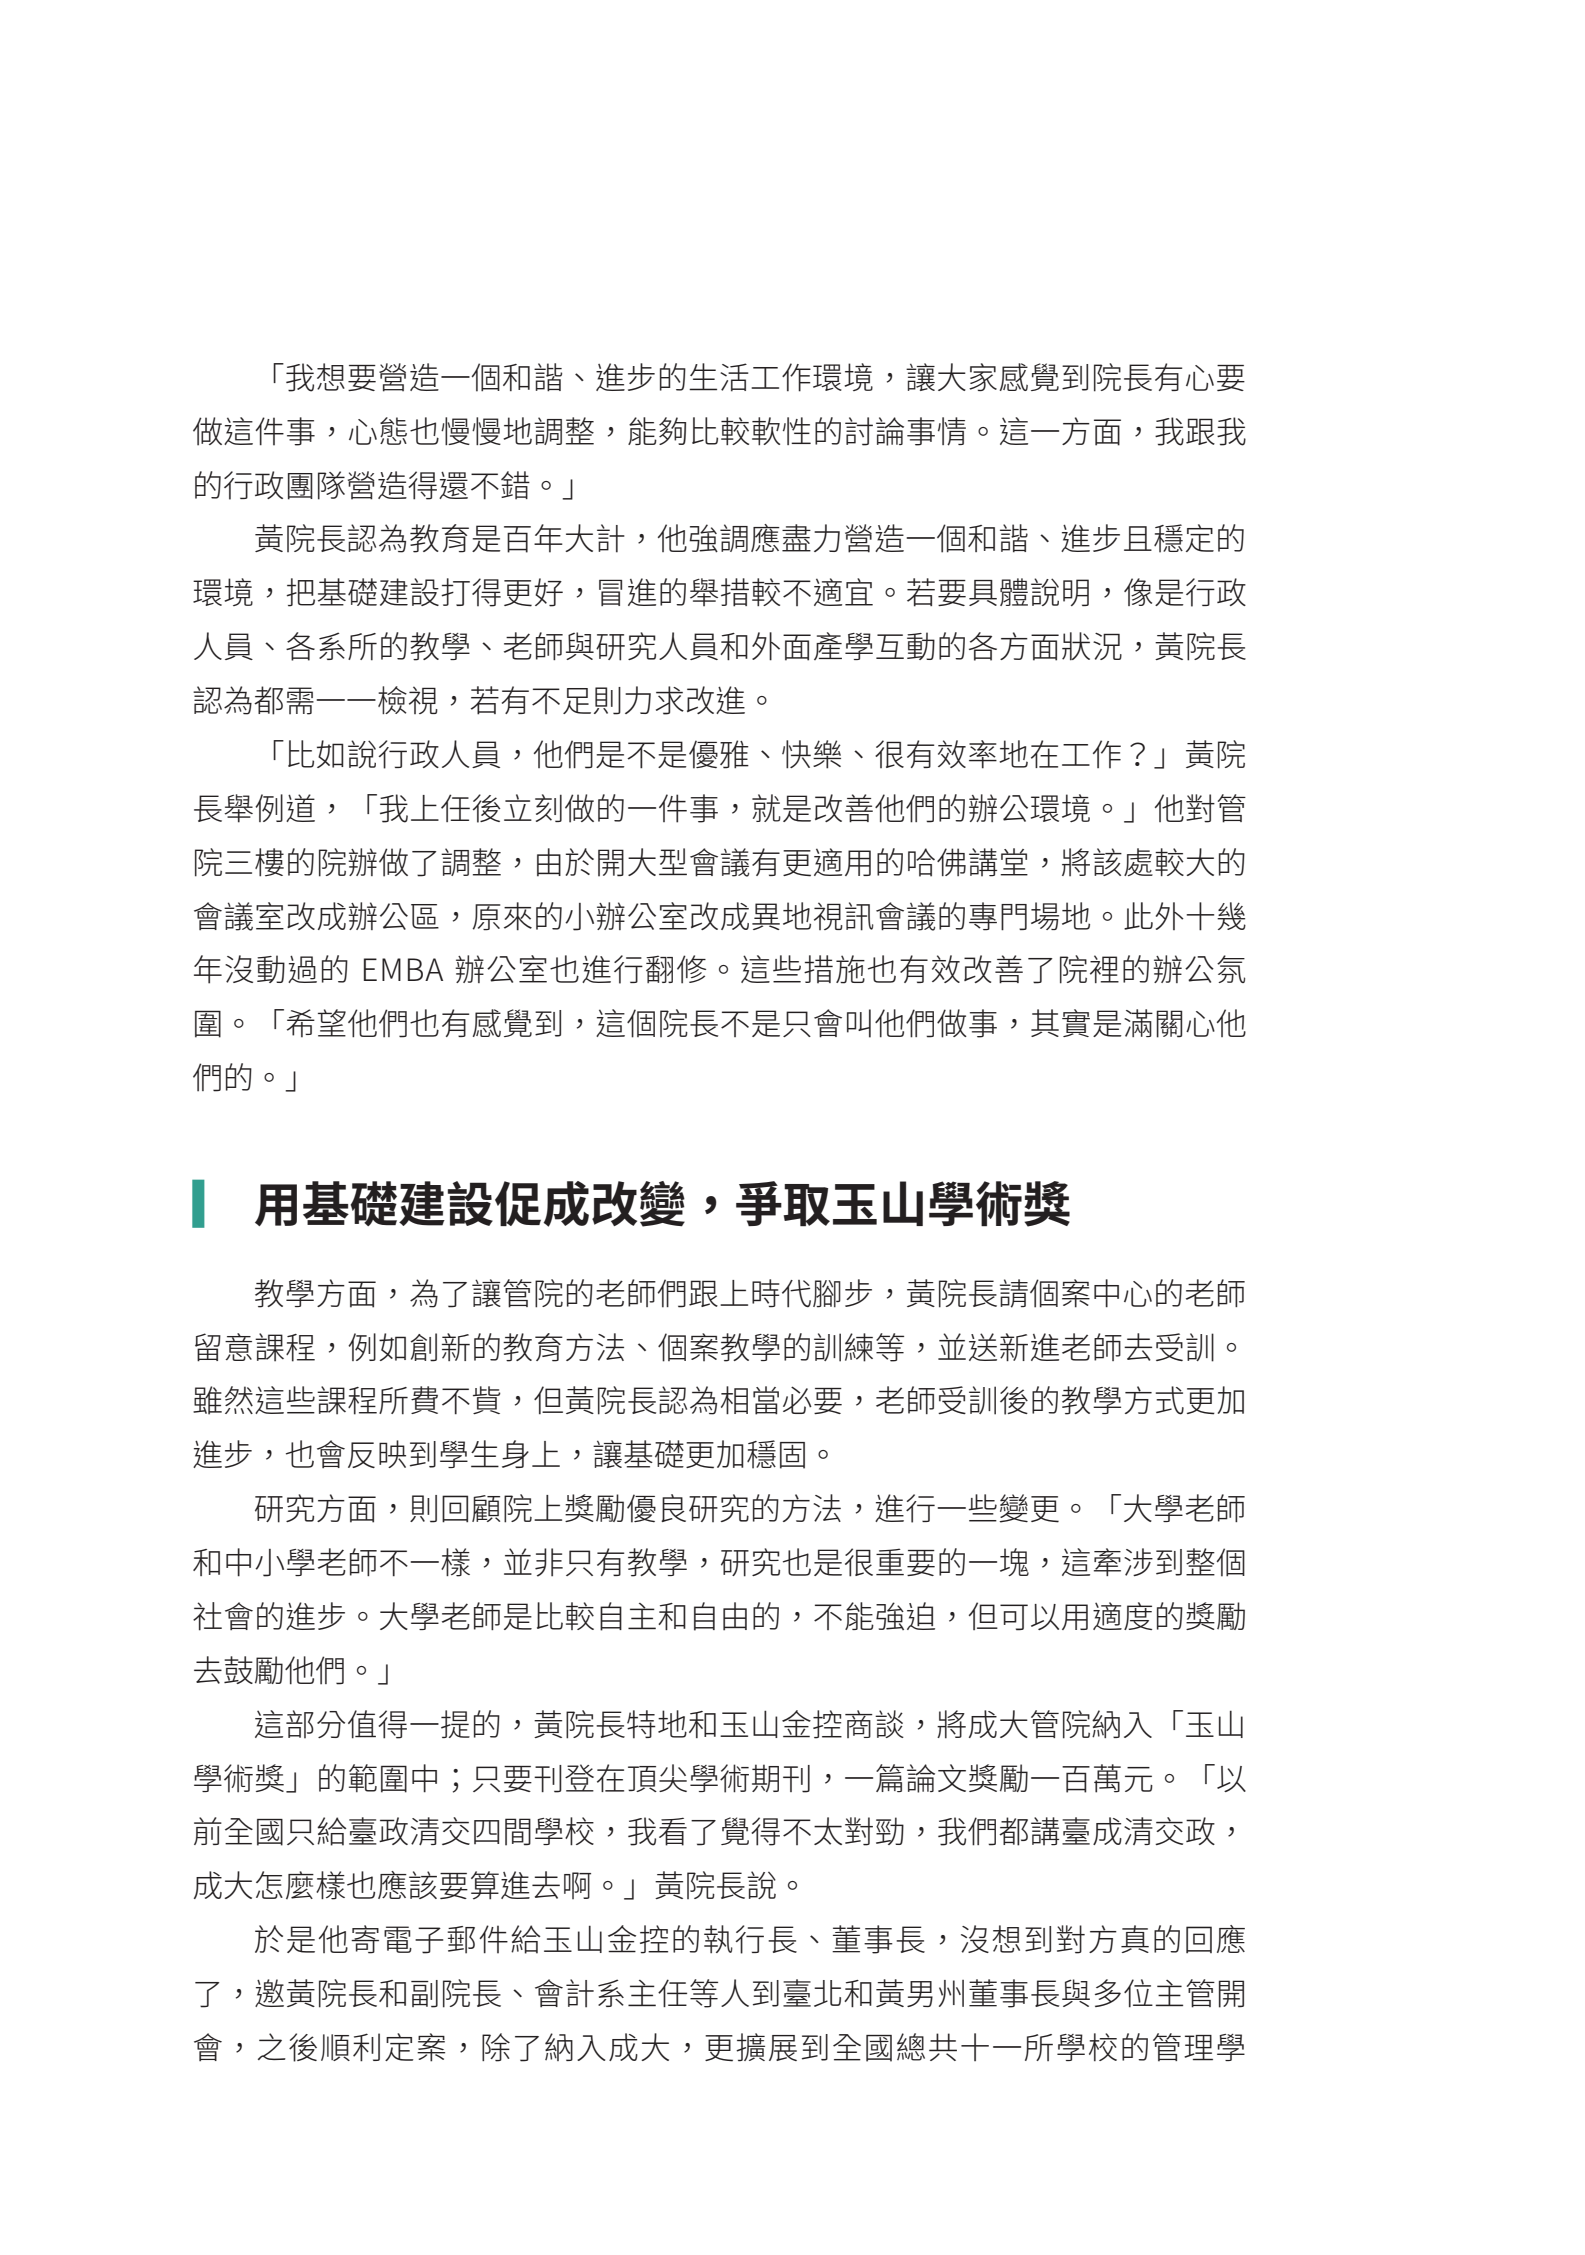 「我想要營造一個和諧、進步的生活工作環境，讓大家感覺到院長有心要
做這件事，心態也慢慢地調整，能夠比較軟性的討論事情。這一方面，我跟我
的行政團隊營造得還不錯。」
黃院長認為教育是百年大計，他強調應盡力營造一個和諧、進步且穩定的
環境，把基礎建設打得更好，冒進的舉措較不適宜。若要具體說明，像是行政
人員、各系所的教學、老師與研究人員和外面產學互動的各方面狀況，黃院長
認為都需一一檢視，若有不足則力求改進。
「比如說行政人員，他們是不是優雅、快樂、很有效率地在工作？」黃院
長舉例道，「我上任後立刻做的一件事，就是改善他們的辦公環境。」他對管
院三樓的院辦做了調整，由於開大型會議有更適用的哈佛講堂，將該處較大的
會議室改成辦公區，原來的小辦公室改成異地視訊會議的專門場地。此外十幾
年沒動過的 EMBA 辦公室也進行翻修。這些措施也有效改善了院裡的辦公氛
圍。「希望他們也有感覺到，這個院長不是只會叫他們做事，其實是滿關心他
們的。」
用基礎建設促成改變，爭取玉山學術獎
教學方面，為了讓管院的老師們跟上時代腳步，黃院長請個案中心的老師
留意課程，例如創新的教育方法、個案教學的訓練等，並送新進老師去受訓。
雖然這些課程所費不貲，但黃院長認為相當必要，老師受訓後的教學方式更加
進步，也會反映到學生身上，讓基礎更加穩固。
研究方面，則回顧院上獎勵優良研究的方法，進行一些變更。「大學老師
和中小學老師不一樣，並非只有教學，研究也是很重要的一塊，這牽涉到整個
社會的進步。大學老師是比較自主和自由的，不能強迫，但可以用適度的獎勵
去鼓勵他們。」
這部分值得一提的，黃院長特地和玉山金控商談，將成大管院納入「玉山
學術獎」的範圍中；只要刊登在頂尖學術期刊，一篇論文獎勵一百萬元。「以
前全國只給臺政清交四間學校，我看了覺得不太對勁，我們都講臺成清交政，
成大怎麼樣也應該要算進去啊。」黃院長說。
於是他寄電子郵件給玉山金控的執行長、董事長，沒想到對方真的回應
了，邀黃院長和副院長、會計系主任等人到臺北和黃男州董事長與多位主管開
會，之後順利定案，除了納入成大，更擴展到全國總共十一所學校的管理學